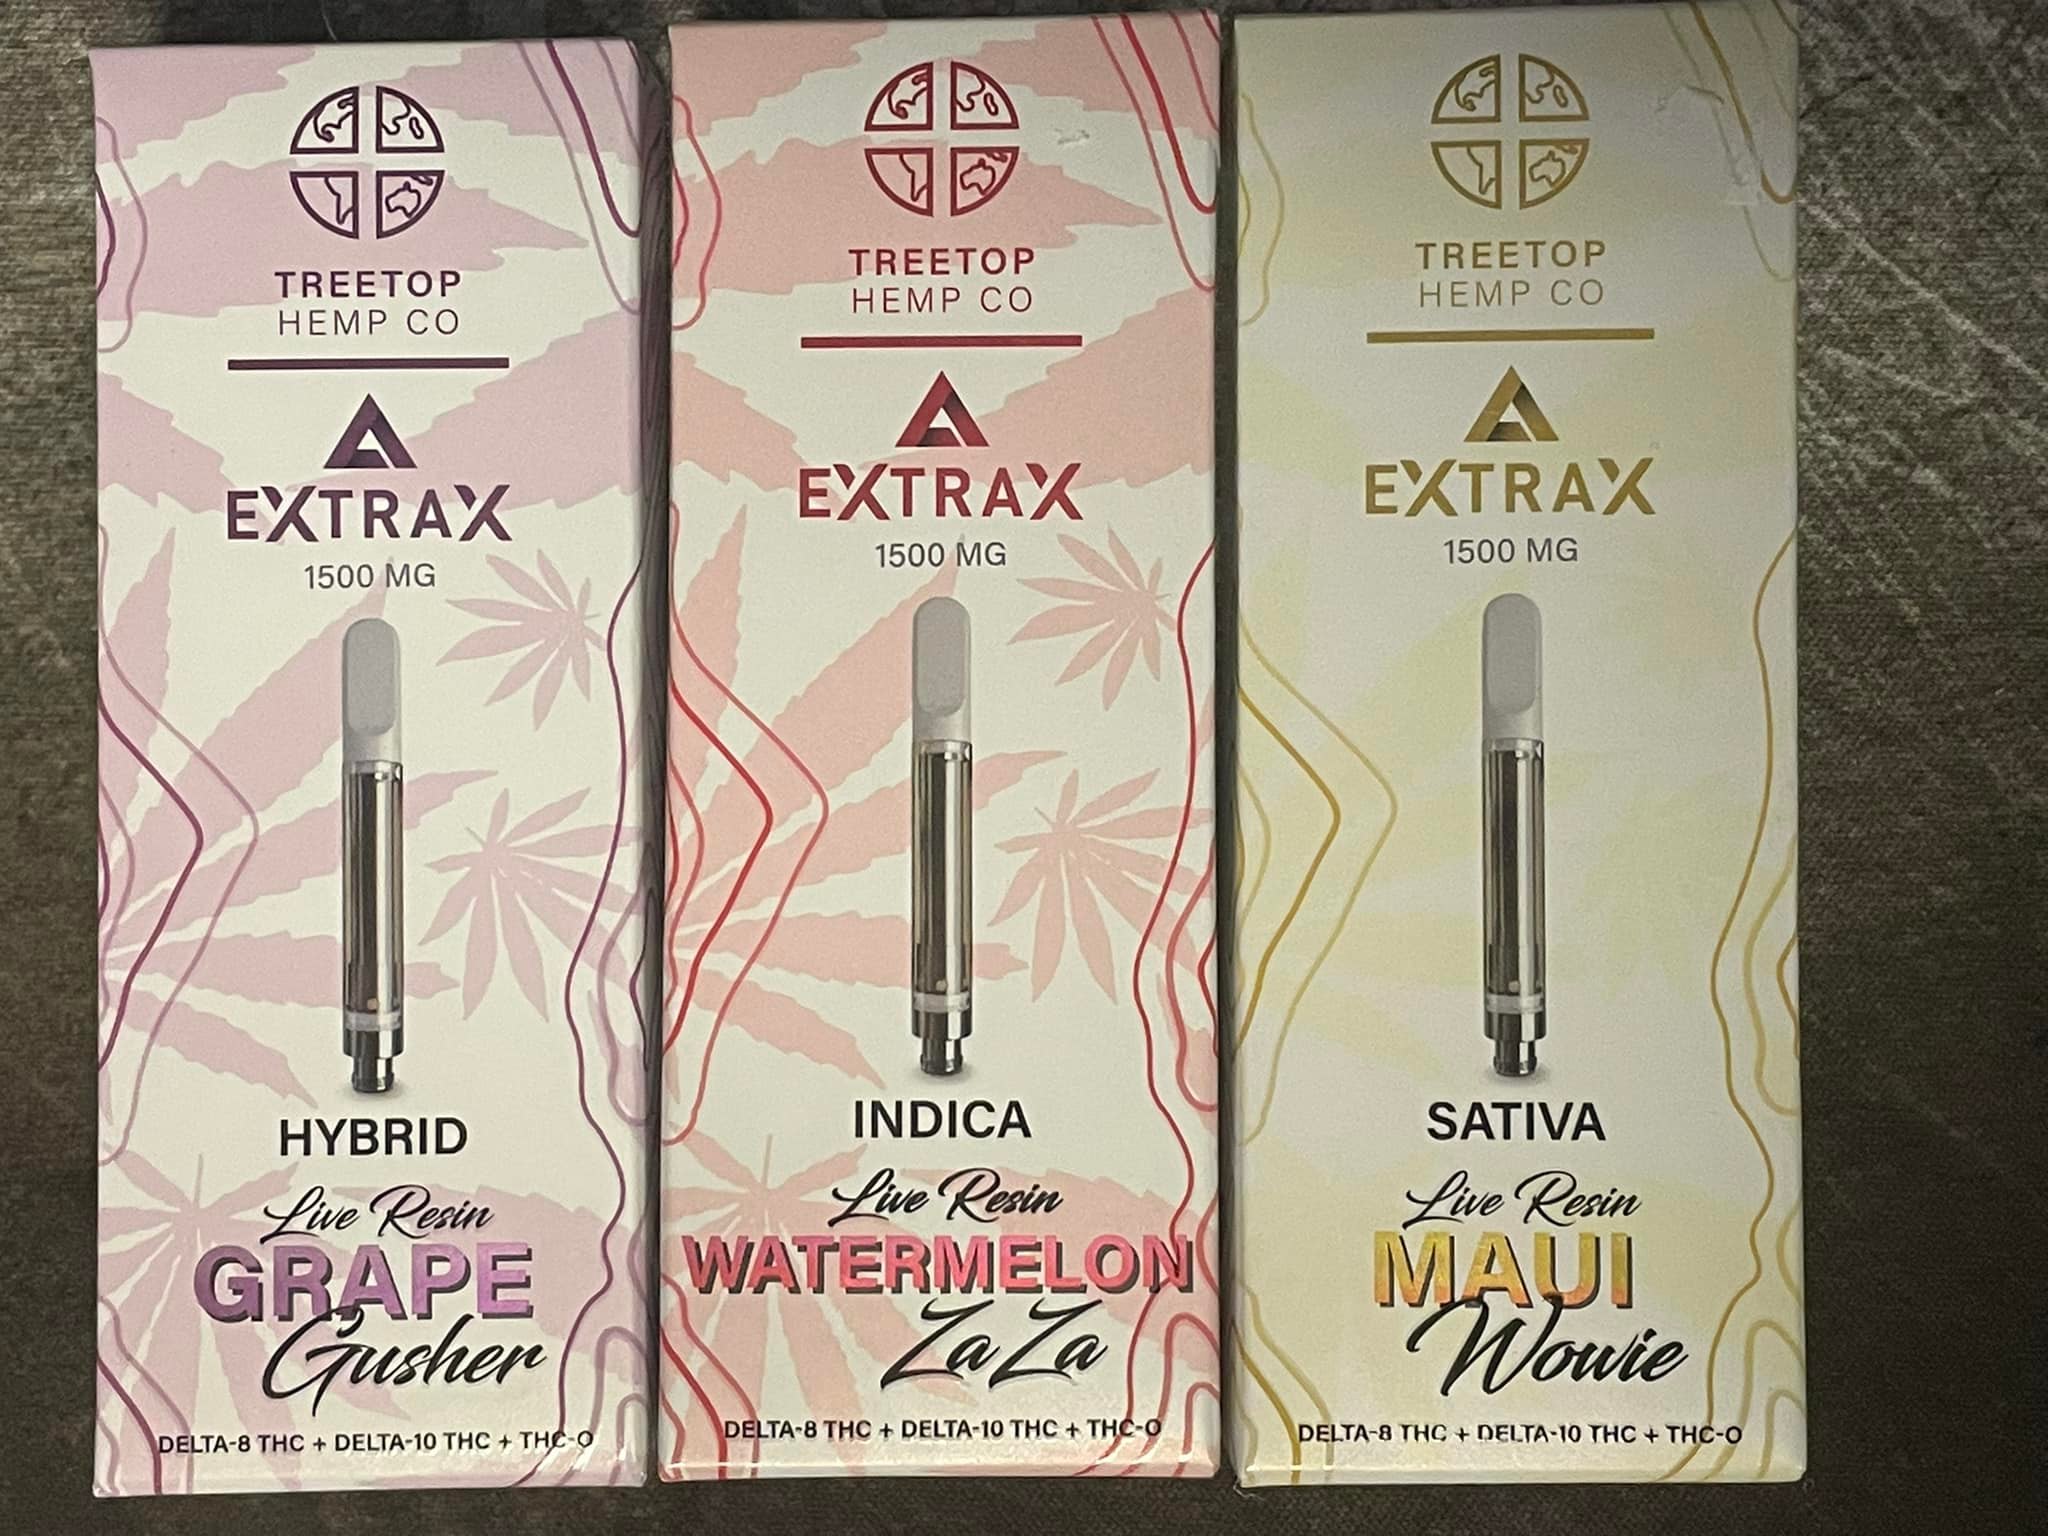 TREETOP
HEMP CO
EXTRAX
1500 MG
HYBRID
Live Resin
GRAPE
Gusher
DELTA-8 THC + DELTA-10 THC + THC-O
TREETOP
HEMP CO
EXTRAX
1500 MG
INDICA
Live Resin
WATERMELON
Za Za
DELTA-8 THC + DELTA-10 THC + THC-O
TREETOP
HEMP CO
EXTRAX
1500 MG
SATIVA
Live Resin
MAUI
Wowie
DELTA-8 THC + DELTA-10 THC + THC-O